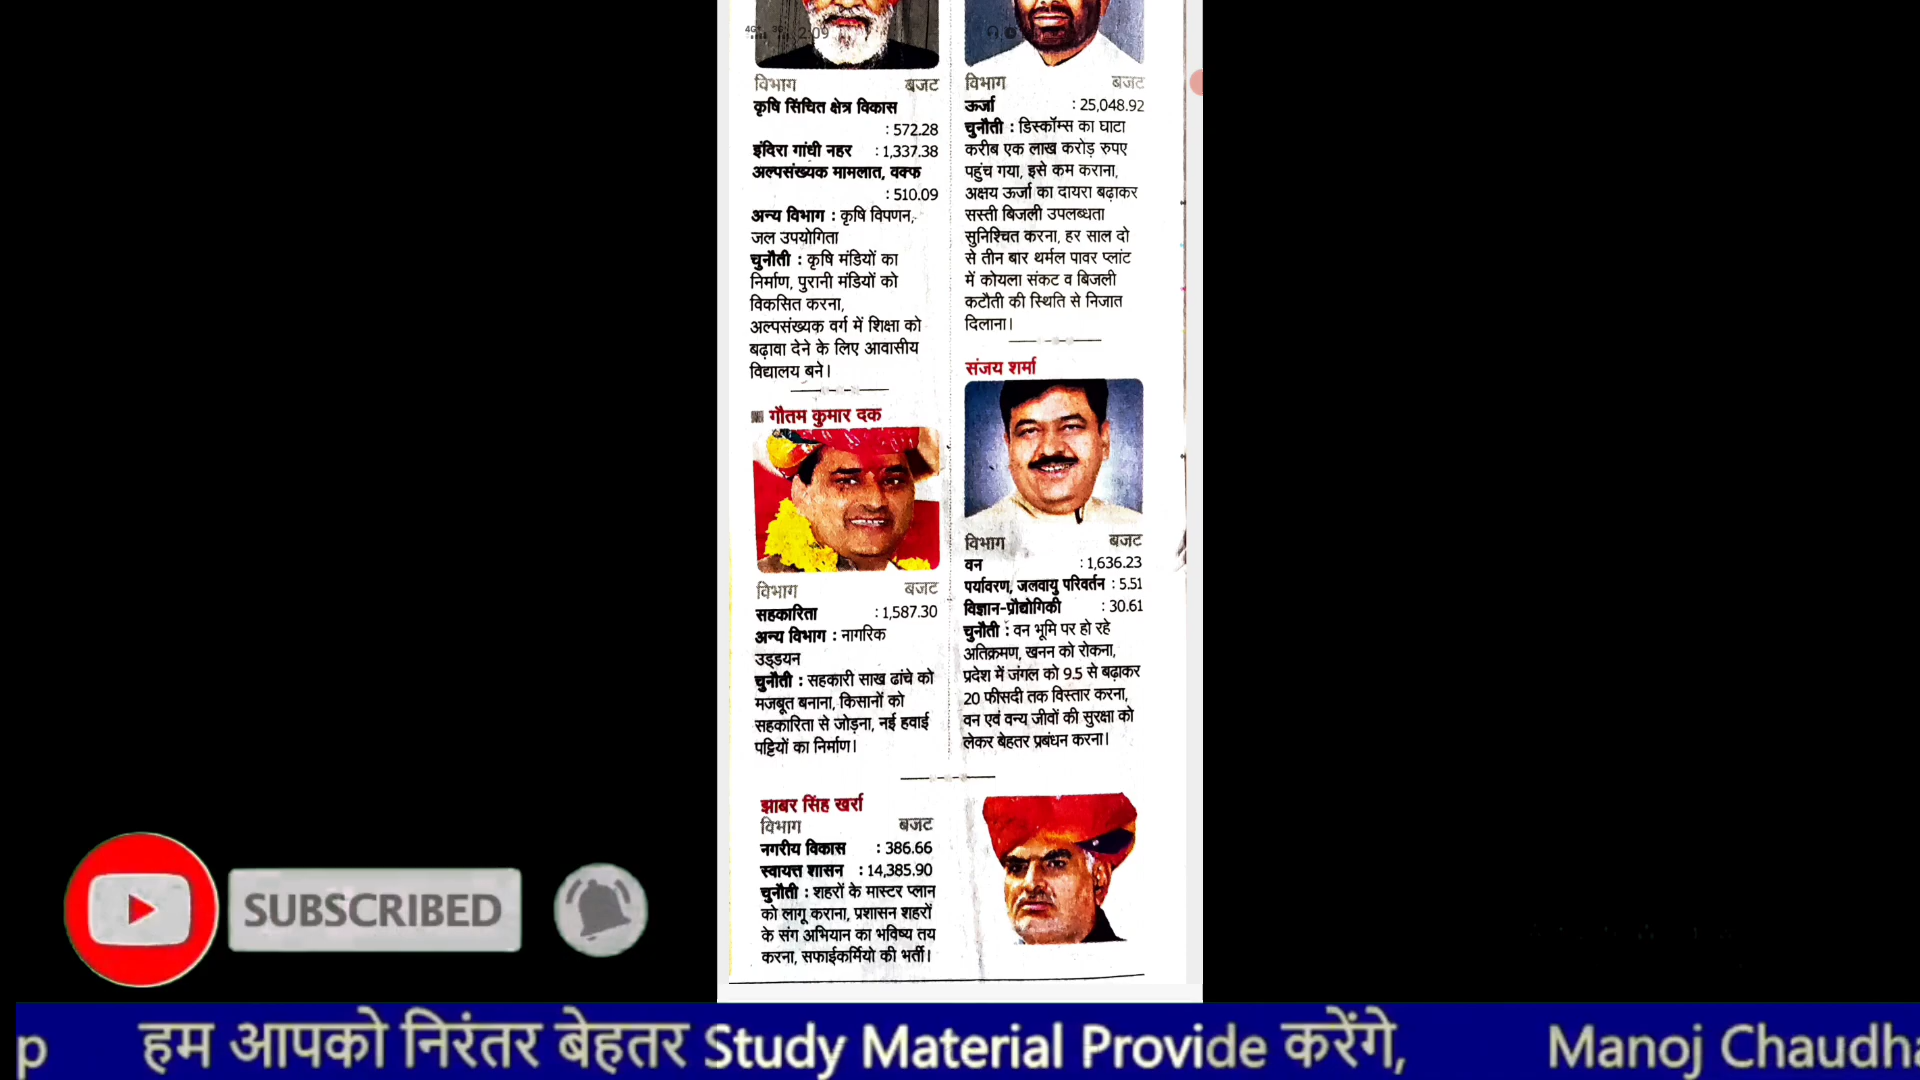 4G 2:09
विभाग बजट
कृषि सिंचित क्षेत्र विकास
: 572.28
इंदिरा गांधी नहर : 1,337.38
अल्पसंख्यक मामलात, वक्फ
: 510.09
अन्य विभाग : कृषि विपणन,
जल उपयोगिता
चुनौती : कृषि मंडियों का
निर्माण, पुरानी मंडियों को
विकसित करना,
अल्पसंख्यक वर्ग में शिक्षा को
बढ़ावा देने के लिए आवासीय
विद्यालय बने।
गौतम कुमार दक
विभाग बजट
सहकारिता : 1,587.30
अन्य विभाग : नागरिक
उड्डयन
चुनौती : सहकारी साख ढांचे को
मजबूत बनाना, किसानों को
सहकारिता से जोड़ना, नई हवाई
पट्टियों का निर्माण।
विभाग बजट
ऊर्जा : 25,048.92
चुनौती : डिस्कॉम्स का घाटा
करीब एक लाख करोड़ रुपए
पहुंच गया, इसे कम कराना,
अक्षय ऊर्जा का दायरा बढ़ाकर
सस्ती बिजली उपलब्धता
सुनिश्चित करना, हर साल दो
से तीन बार थर्मल पावर प्लांट
में कोयला संकट व बिजली
कटौती की स्थिति से निजात
दिलाना।
संजय शर्मा
विभाग बजट
वन : 1,636.23
पर्यावरण, जलवायु परिवर्तन : 5.51
विज्ञान-प्रौद्योगिकी : 30.61
चुनौती : वन भूमि पर हो रहे
अतिक्रमण, खनन को रोकना,
प्रदेश में जंगल को 9.5 से बढ़ाकर
20 फीसदी तक विस्तार करना,
वन एवं वन्य जीवों की सुरक्षा को
लेकर बेहतर प्रबंधन करना।
झाबर सिंह खर्रा
विभाग बजट
नगरीय विकास : 386.66
स्वायत्त शासन : 14,385.90
चुनौती : शहरों के मास्टर प्लान
को लागू कराना, प्रशासन शहरों
के संग अभियान का भविष्य तय
करना, सफाईकर्मियो की भर्ती।
SUBSCRIBED
p हम आपको निरंतर बेहतर Study Material Provide करेंगे, Manoj Chaudha